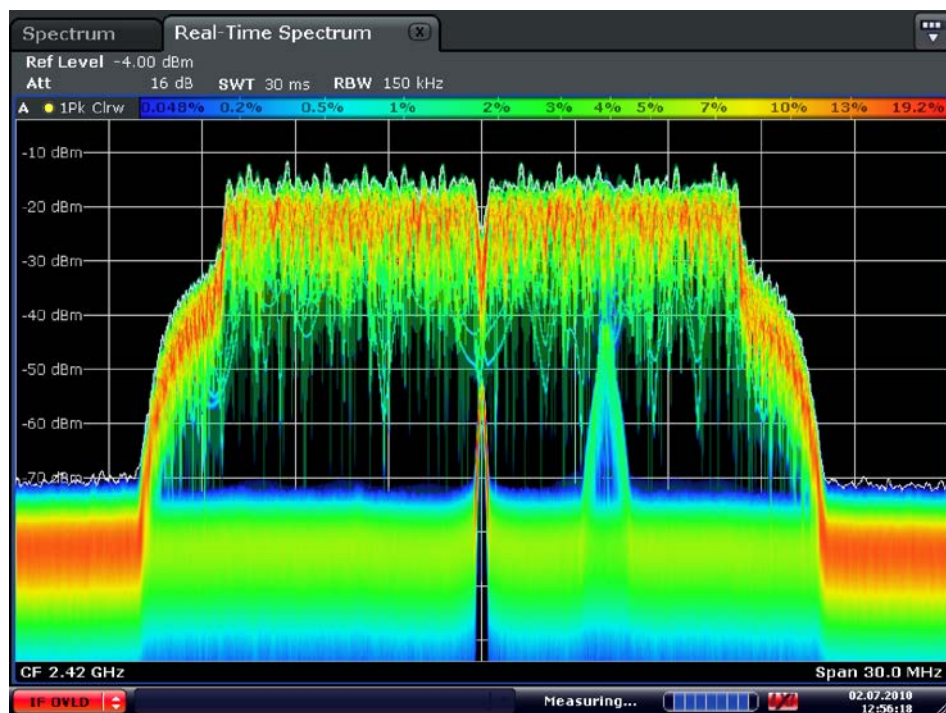 Spectrum
Real-Time Spectrum X
Ref Level -4.00 dBm
Att 16 dB SWT 30 ms RBW 150 kHz
A 1Pk Clrw 0.048% 0.2% 0.5% 1% 2% 3% 4% 5% 7% 10% 13% 19.2%
-10 dBm
-20 dBm
-30 dBm
-40 dBm
-50 dBm
-60 dBm
-70 dBm
CF 2.42 GHz Span 30.0 MHz
IF OVLD Measuring... 02.07.2010
12:56:18